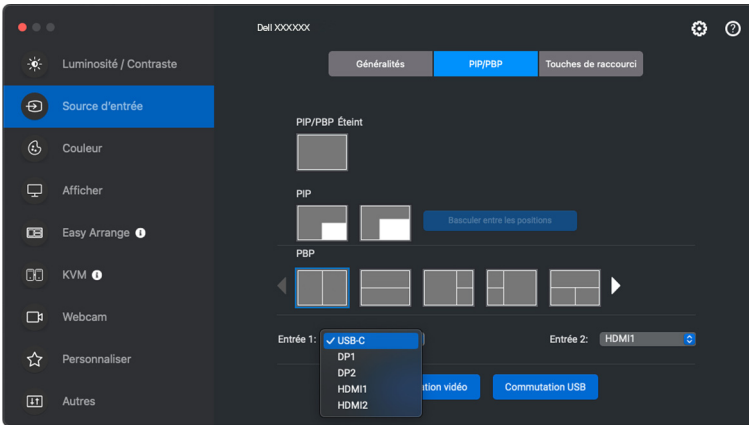 Dell XXXXXX
Luminosité / Contraste
Source d'entrée
Couleur
Afficher
Easy Arrange
KVM
Webcam
Personnaliser
Autres
Généralités
PIP/PBP
Touches de raccourci
PIP/PBP Éteint
PIP
Basculer entre les positions
PBP
Entrée 1:
USB-C
DP1
DP2
HDMI1
HDMI2
Entrée 2:
HDMI1
tion vidéo
Commutation USB